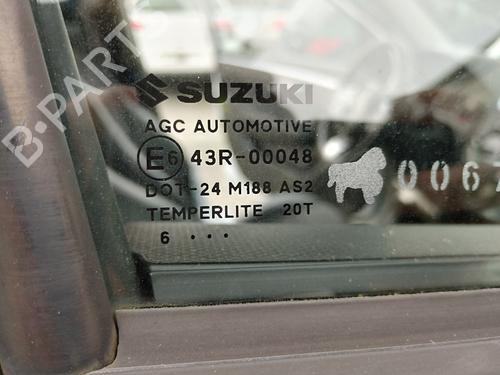 SUZUKI
AGC AUTOMOTIVE
E6 43R-00048
DOT-24 M188 AS2
TEMPERLITE 20T
6 ...
0067
B-PARTS